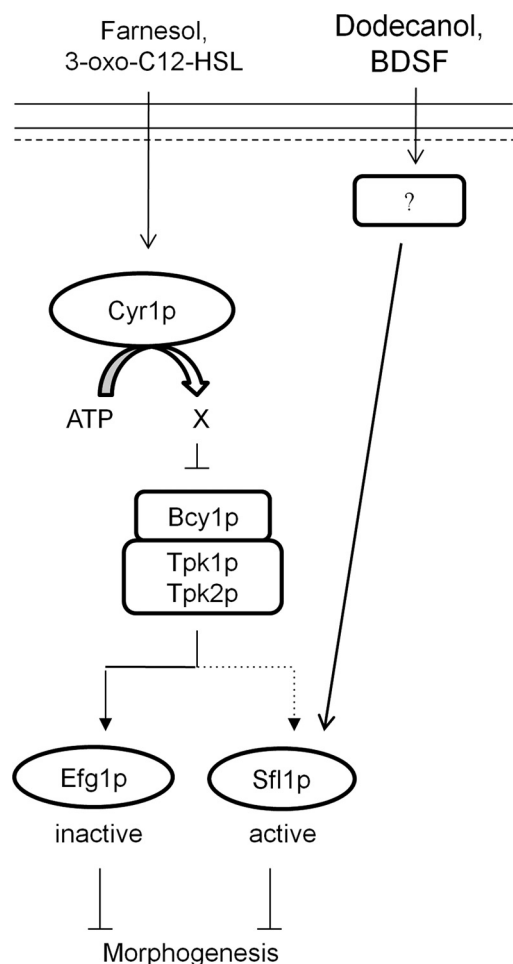 Farnesol,
3-oxo-C12-HSL
Dodecanol,
BDSF
?
Cyr1p
ATP
X
Bcy1p
Tpk1p
Tpk2p
Efg1p
Sfl1p
inactive
active
Morphogenesis